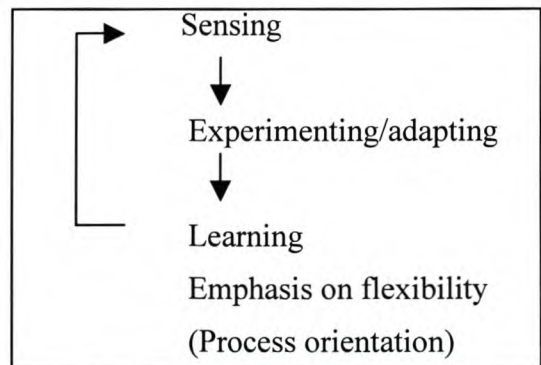 Sensing
Experimenting/adapting
Learning
Emphasis on flexibility
(Process orientation)